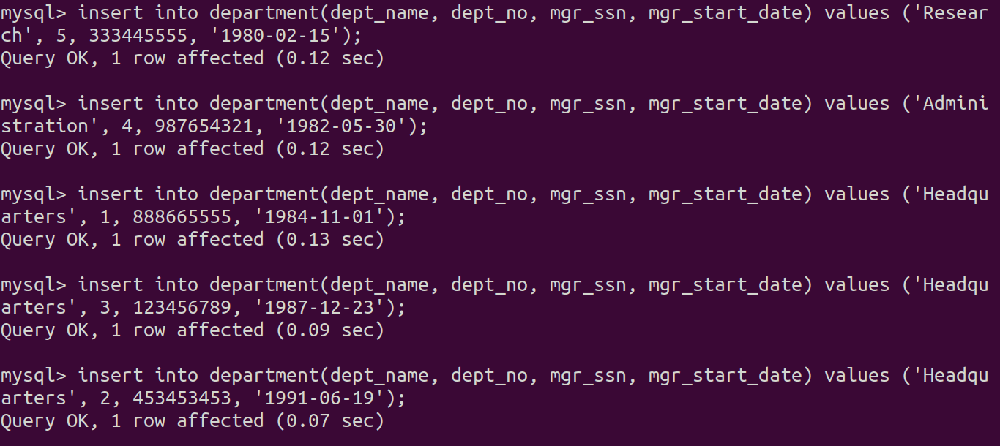 mysql> insert into department(dept_name, dept_no, mgr_ssn, mgr_start_date) values ('Resear
ch', 5, 333445555, '1980-02-15');
Query OK, 1 row affected (0.12 sec)
mysql> insert into department(dept_name, dept_no, mgr_ssn, mgr_start_date) values ('Admini
stration', 4, 987654321, '1982-05-30');
Query OK, 1 row affected (0.12 sec)
mysql> insert into department(dept_name, dept_no, mgr_ssn, mgr_start_date) values ('Headqu
arters', 1, 888665555, '1984-11-01');
Query OK, 1 row affected (0.13 sec)
mysql> insert into department(dept_name, dept_no, mgr_ssn, mgr_start_date) values ('Headqu
arters', 3, 123456789, '1987-12-23');
Query OK, 1 row affected (0.09 sec)
mysql> insert into department(dept_name, dept_no, mgr_ssn, mgr_start_date) values ('Headqu
arters', 2, 453453453, '1991-06-19');
Query OK, 1 row affected (0.07 sec)